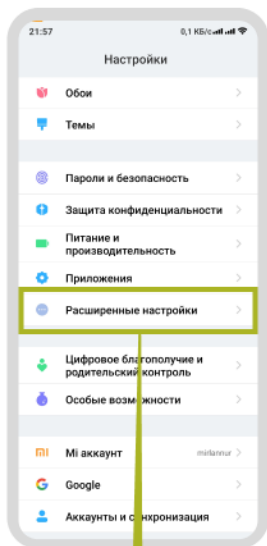 21:57 0,1 КБ/с
Настройки
Обои
Темы
Пароли и безопасность
Защита конфиденциальности
Питание и
производительность
Приложения
Расширенные настройки
Цифровое благополучие и
родительский контроль
Особые возможности
Mi аккаунт mirlannur
Google
Аккаунты и синхронизация